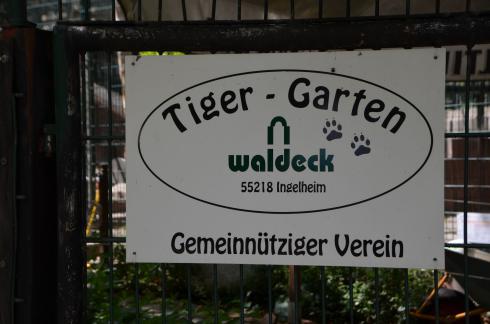 Tiger - Garten
waldeck
55218 Ingelheim
Gemeinnütziger Verein